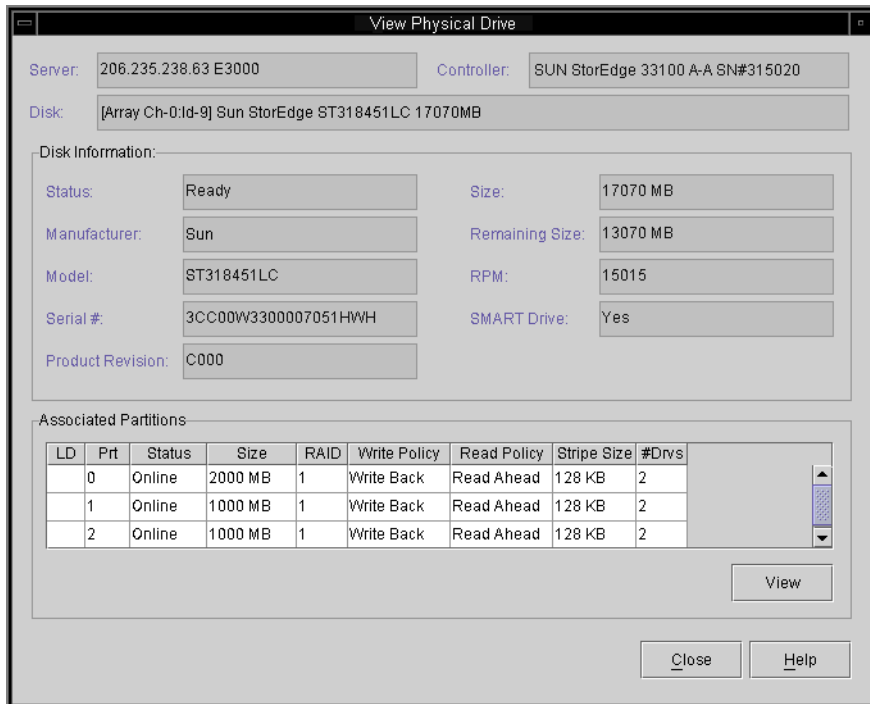 View Physical Drive
Server: 206.235.238.63 E3000 Controller: SUN StorEdge 33100 A-A SN#315020
Disk: [Array Ch-0:Id-9] Sun StorEdge ST318451LC 17070MB
Disk Information:
Status: Ready Size: 17070 MB
Manufacturer: Sun Remaining Size: 13070 MB
Model: ST318451LC RPM: 15015
Serial #: 3CC00W3300007051HWH SMART Drive: Yes
Product Revision: C000
Associated Partitions
LD Prt Status Size RAID Write Policy Read Policy Stripe Size #Drvs
0 Online 2000 MB 1 Write Back Read Ahead 128 KB 2
1 Online 1000 MB 1 Write Back Read Ahead 128 KB 2
2 Online 1000 MB 1 Write Back Read Ahead 128 KB 2
View
Close Help